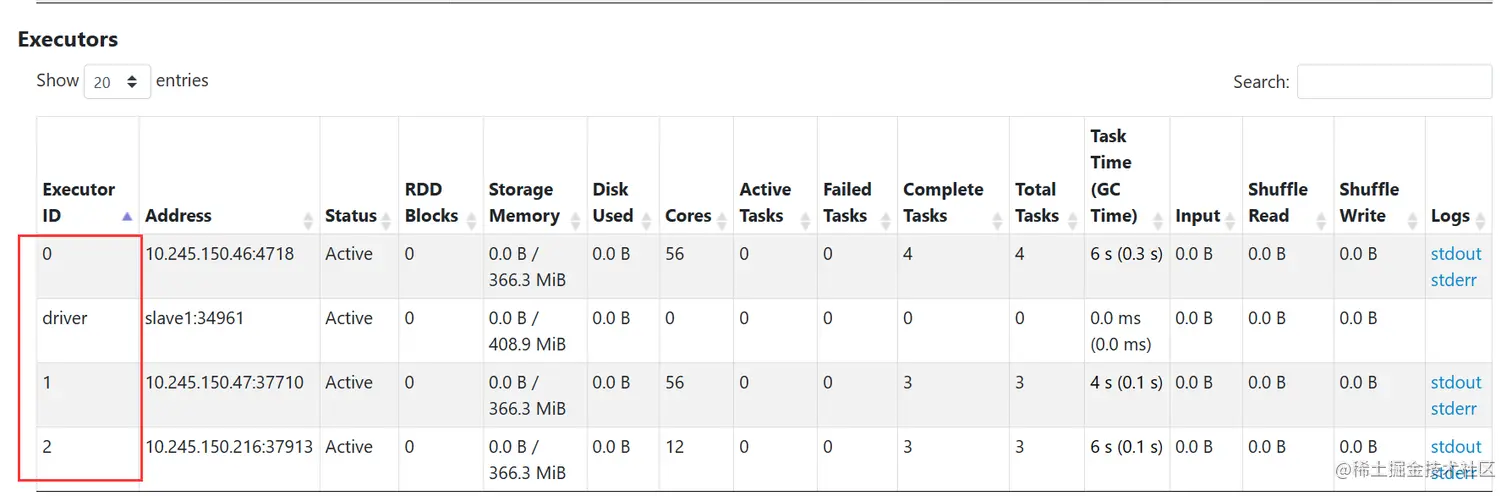 Executors
Show 20 entries Search:
Executor ID Address Status RDD Blocks Storage Memory Disk Used Cores Active Tasks Failed Tasks Complete Tasks Total Tasks Task Time (GC Time) Input Shuffle Read Shuffle Write Logs
0 10.245.150.46:4718 Active 0 0.0 B / 366.3 MiB 0.0 B 56 0 0 4 4 6 s (0.3 s) 0.0 B 0.0 B 0.0 B stdout stderr
driver slave1:34961 Active 0 0.0 B / 408.9 MiB 0.0 B 0 0 0 0 0 0.0 ms (0.0 ms) 0.0 B 0.0 B 0.0 B
1 10.245.150.47:37710 Active 0 0.0 B / 366.3 MiB 0.0 B 56 0 0 3 3 4 s (0.1 s) 0.0 B 0.0 B 0.0 B stdout stderr
2 10.245.150.216:37913 Active 0 0.0 B / 366.3 MiB 0.0 B 12 0 0 3 3 6 s (0.1 s) 0.0 B 0.0 B 0.0 B stdout stderr
@稀土掘金技术社区